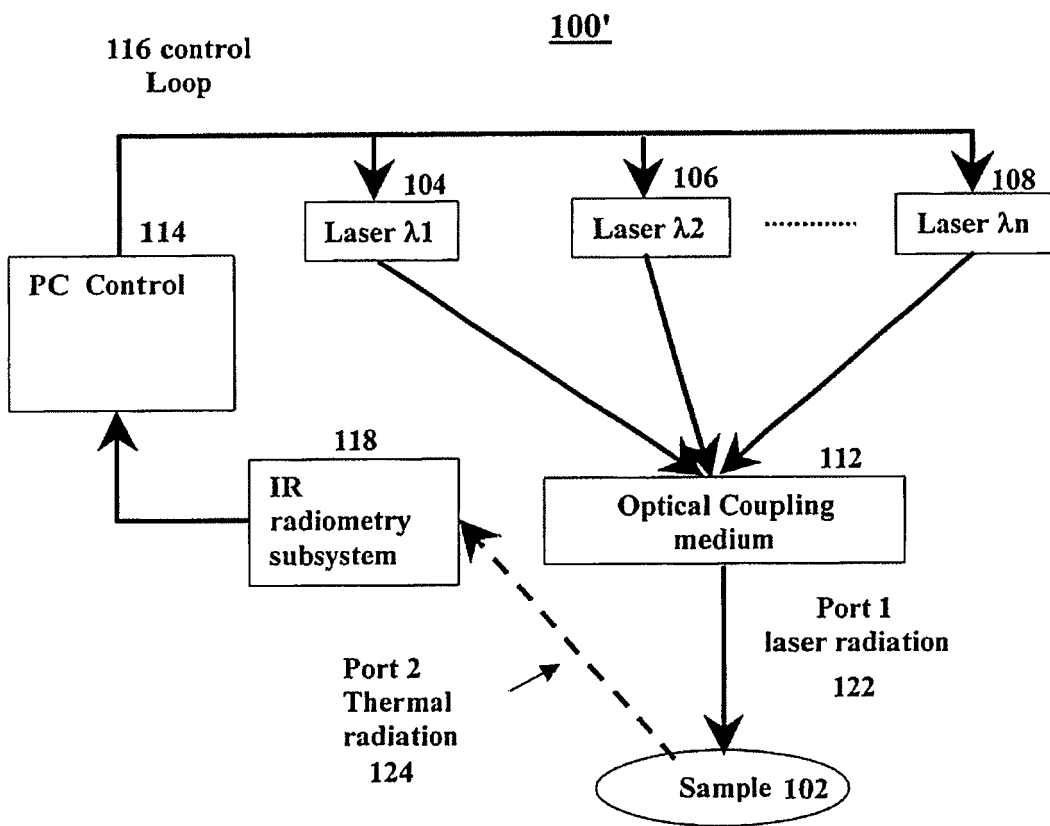 100'
116 control
Loop
104
106
108
Laser λ1
Laser λ2
Laser λn
114
PC Control
118
IR
radiometry
subsystem
112
Optical Coupling
medium
Port 1
laser radiation
122
Port 2
Thermal
radiation
124
Sample 102